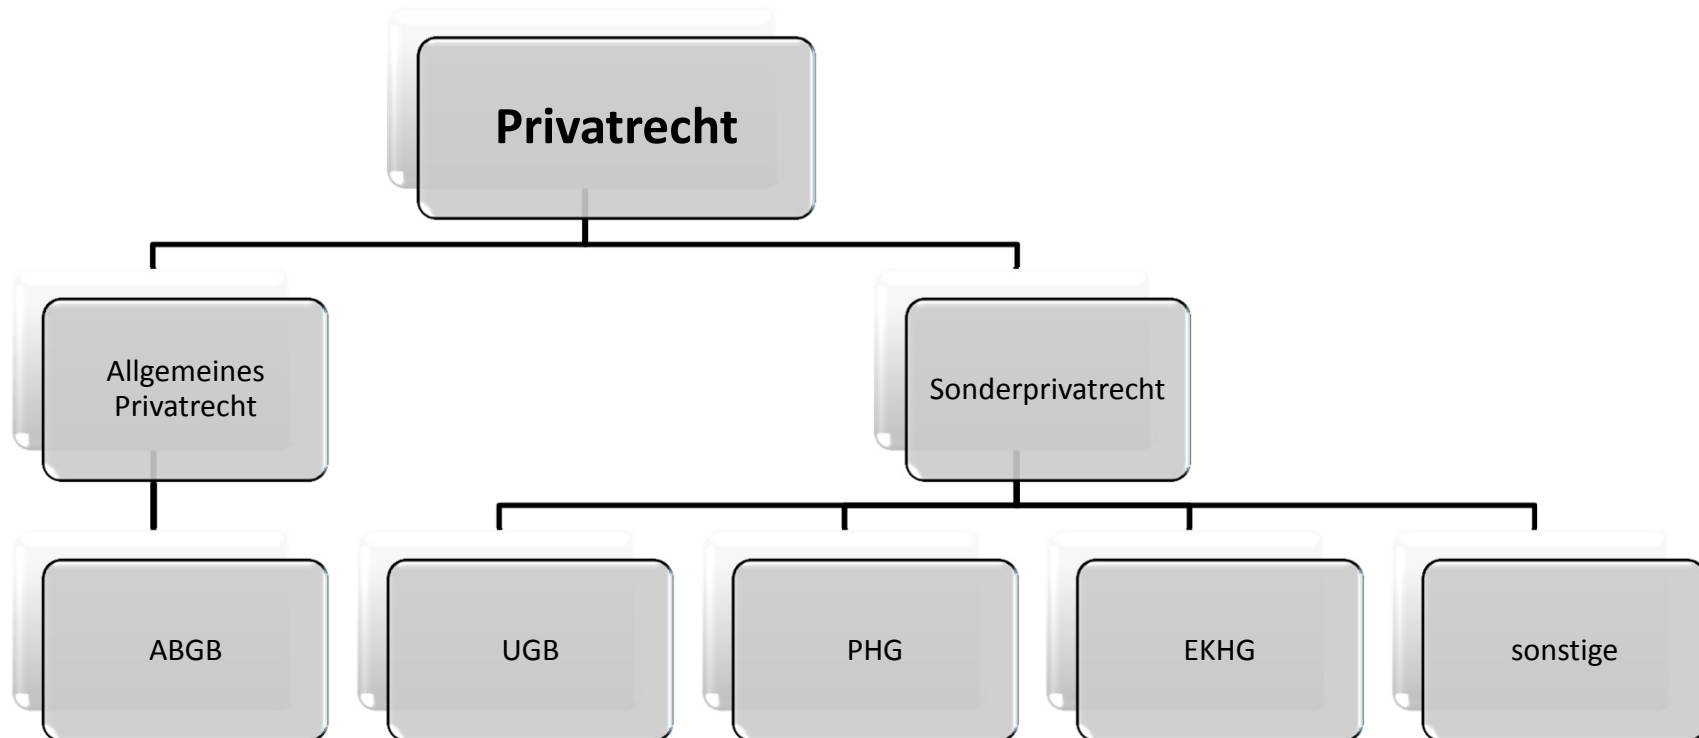 Privatrecht
Allgemeines
Privatrecht
Sonderprivatrecht
ABGB
UGB
PHG
EKHG
sonstige